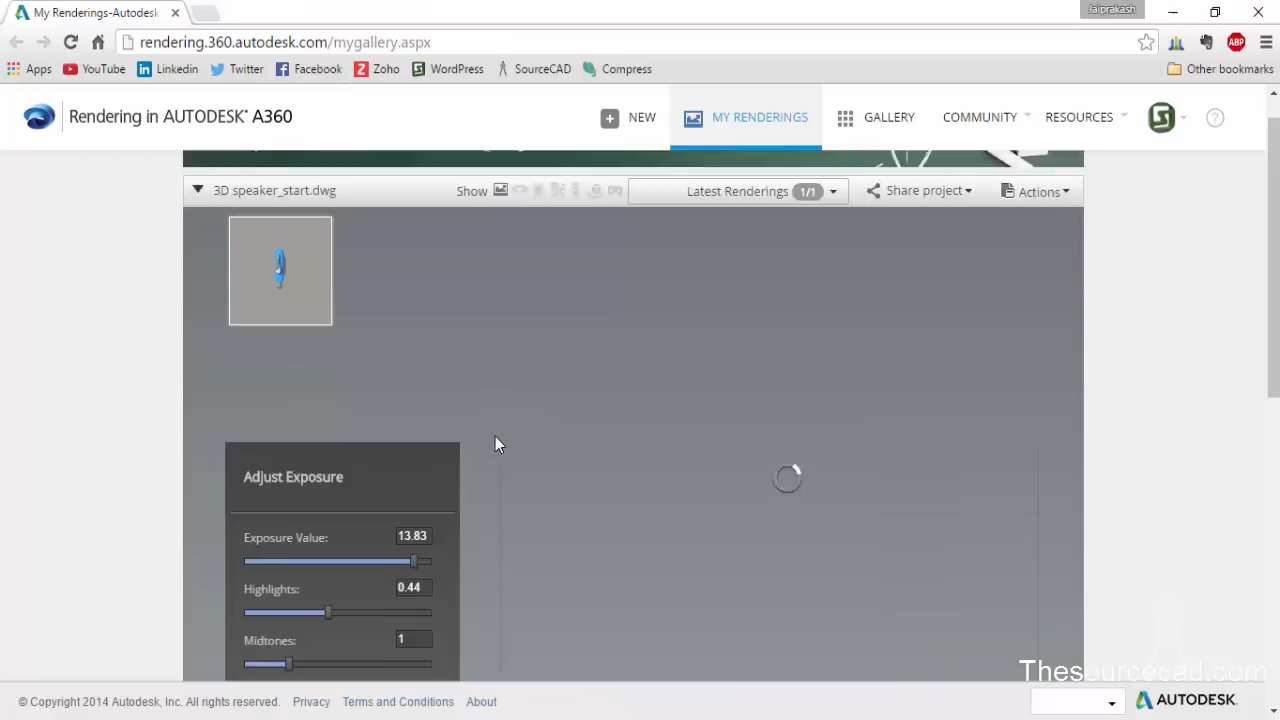 My Renderings-Autodesk
Jaiprakash
rendering.360.autodesk.com/mygallery.aspx
ABP
Apps YouTube Linkedin Twitter Facebook Zoho WordPress SourceCAD Compress Other bookmarks
Rendering in AUTODESK® A360
NEW MY RENDERINGS GALLERY COMMUNITY RESOURCES
3D speaker_start.dwg Show Latest Renderings 1/1 Share project Actions
Adjust Exposure
Exposure Value: 13.83
Highlights: 0.44
Midtones: 1
Thesourcecad.com
© Copyright 2014 Autodesk, Inc. All rights reserved. Privacy Terms and Conditions About AUTODESK.